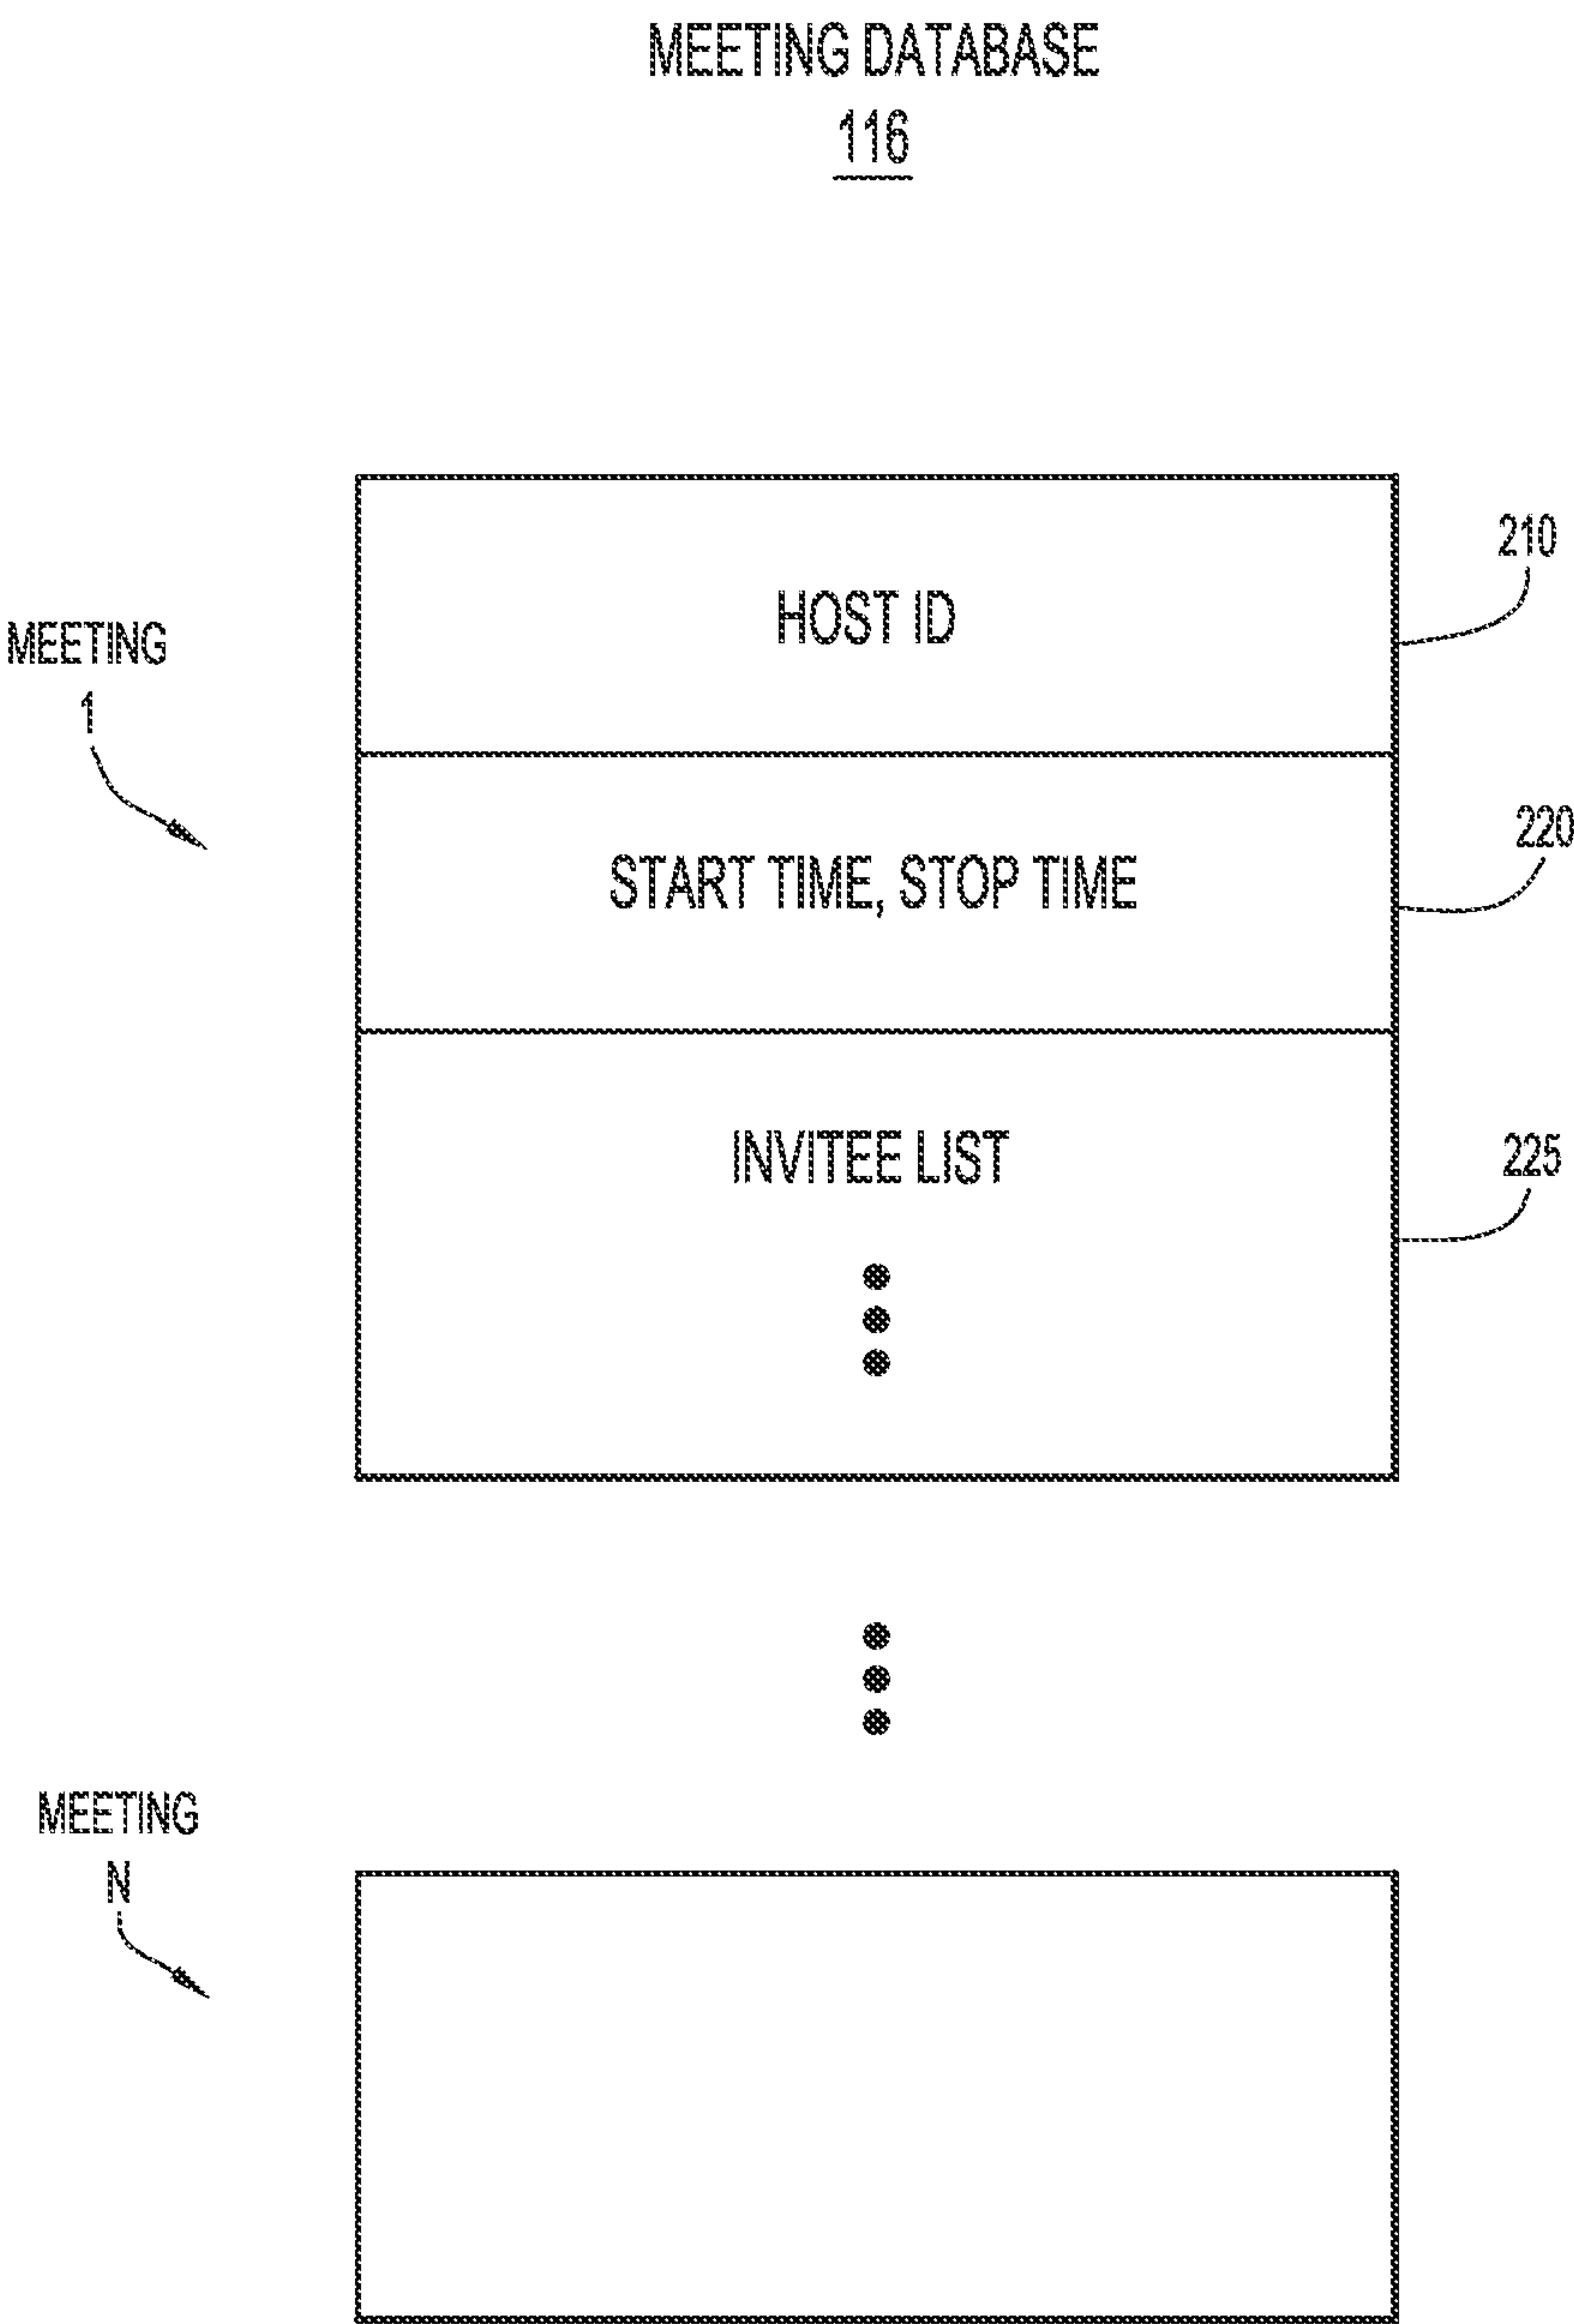 MEETING DATABASE
116
HOST ID
210
MEETING
1
START TIME, STOP TIME
220
INVITEE LIST
225
MEETING
N